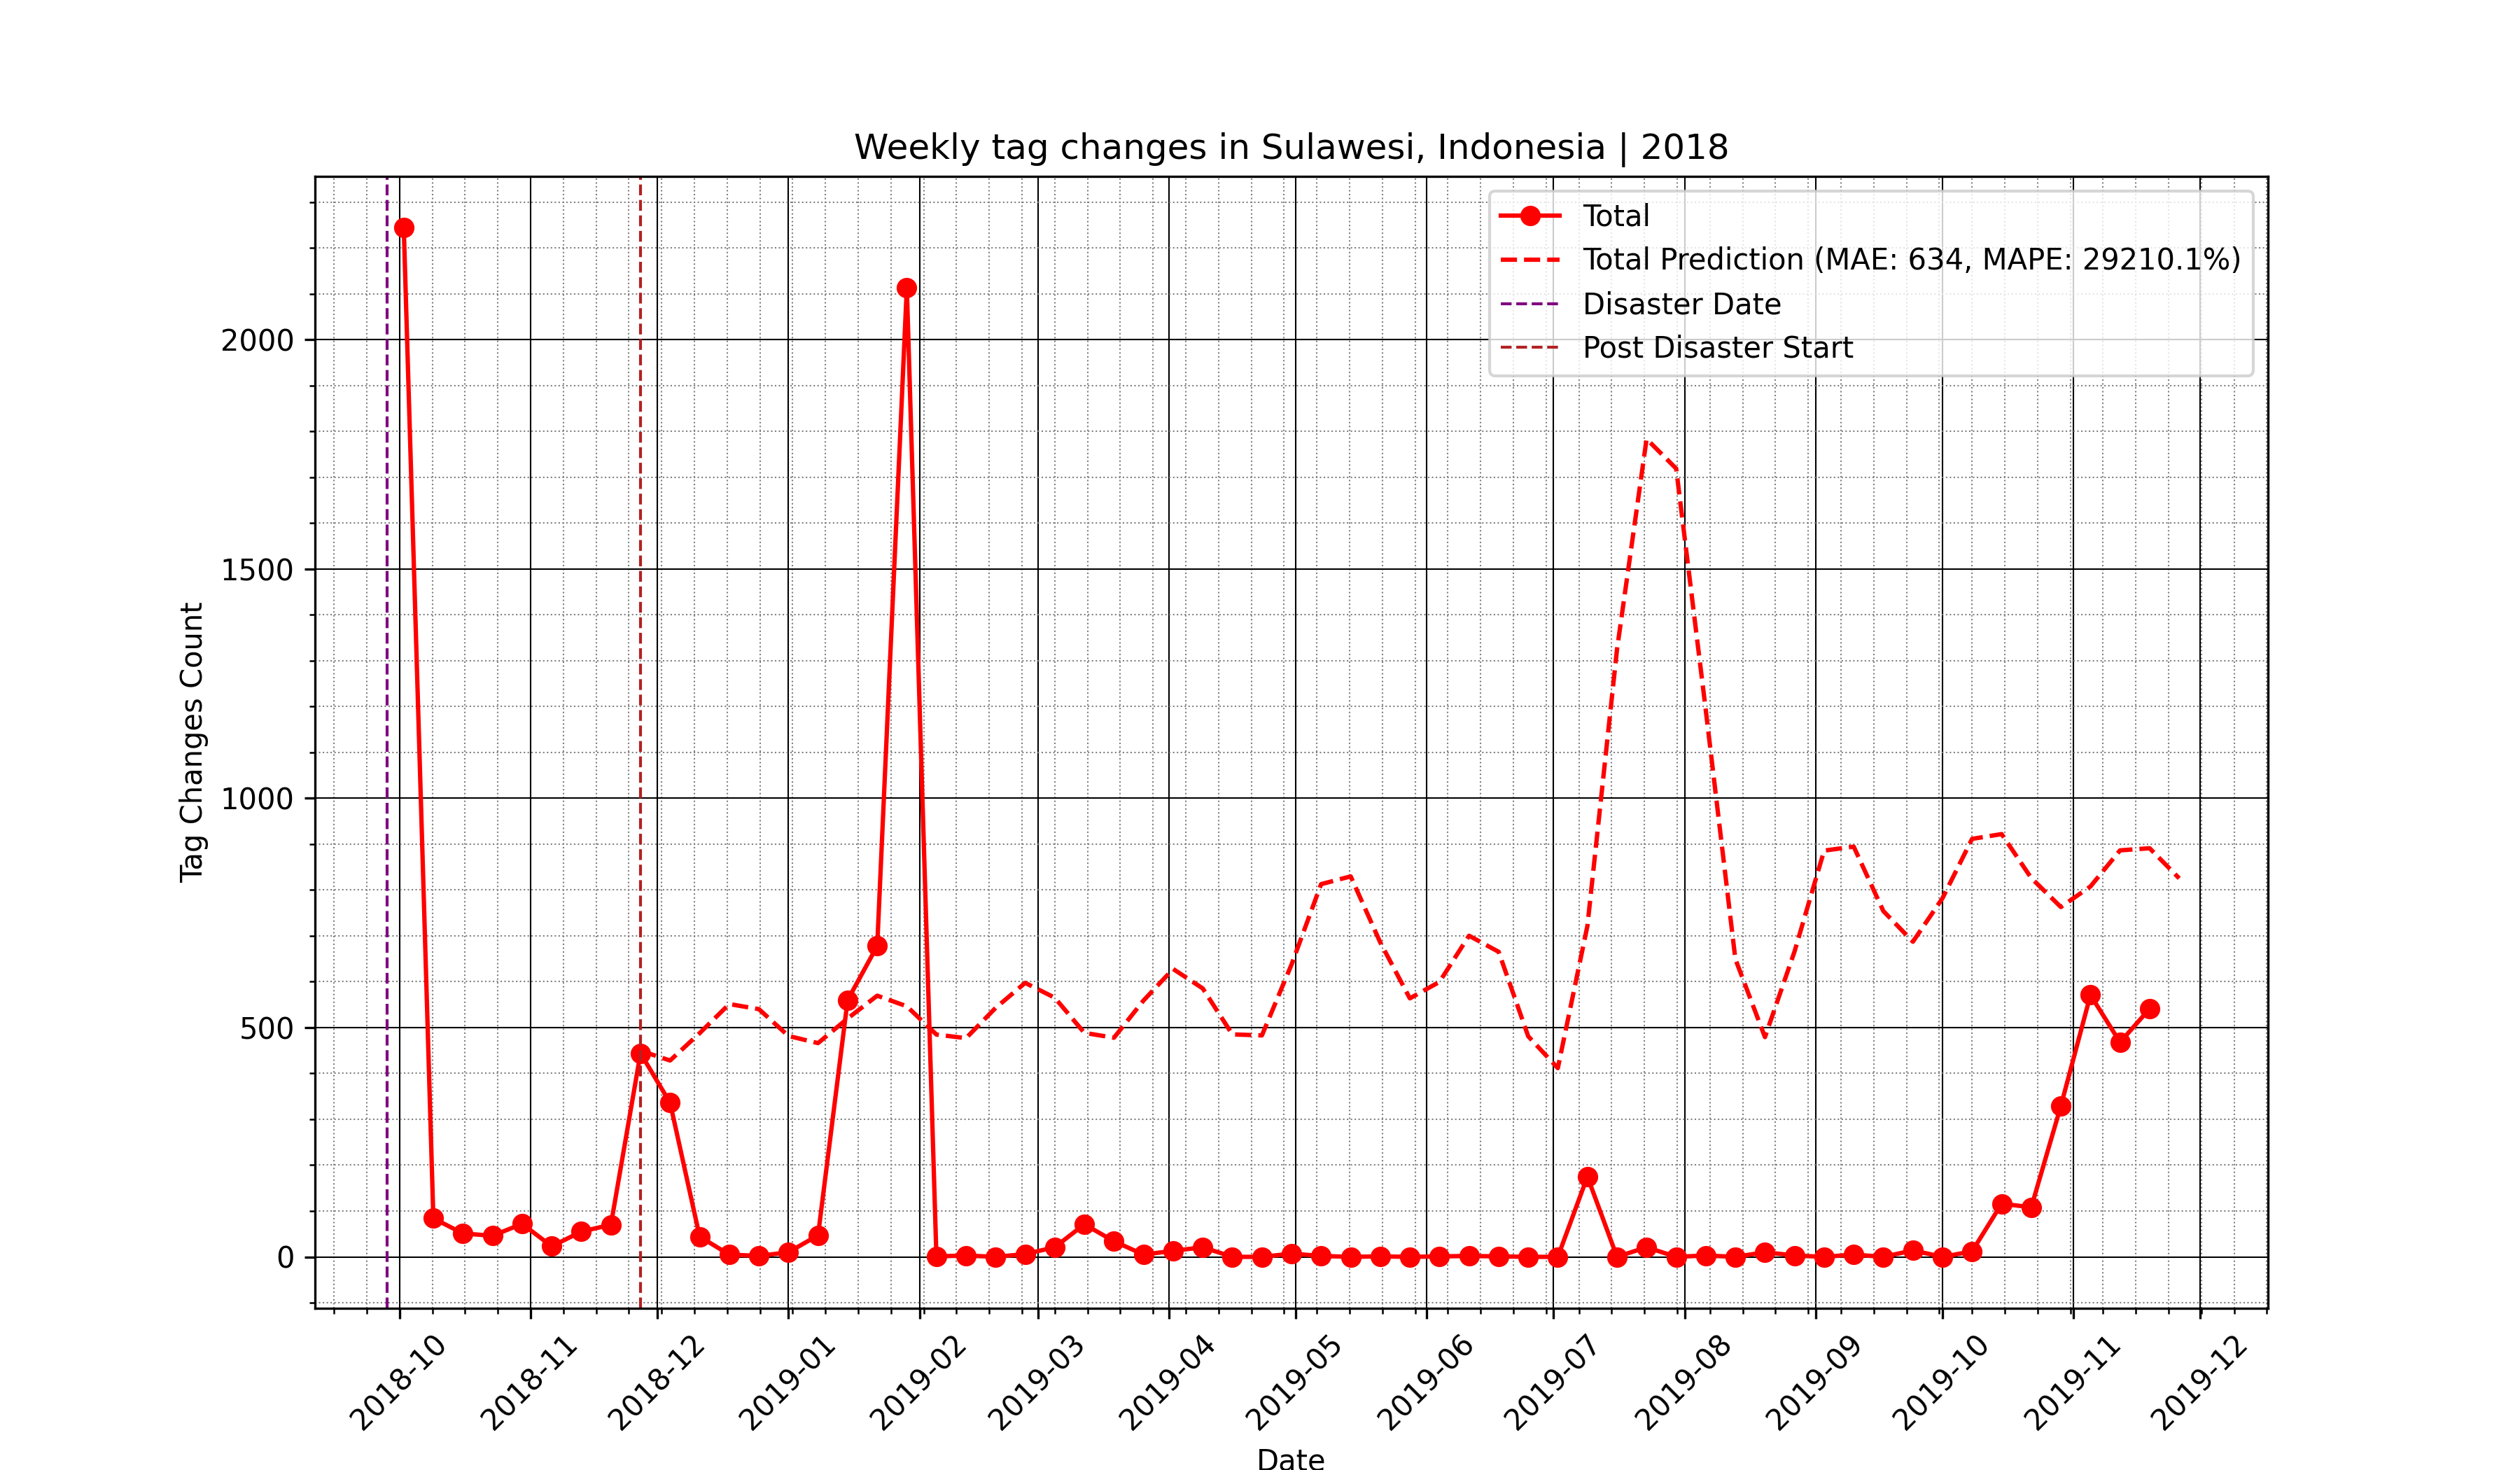 Weekly tag changes in Sulawesi, Indonesia | 2018
Total
Total Prediction (MAE: 634, MAPE: 29210.1%)
Disaster Date
Post Disaster Start
Tag Changes Count
2000
1500
1000
500
0
2018-10
2018-11
2018-12
2019-01
2019-02
2019-03
2019-04
2019-05
2019-06
2019-07
2019-08
2019-09
2019-10
2019-11
2019-12
Date